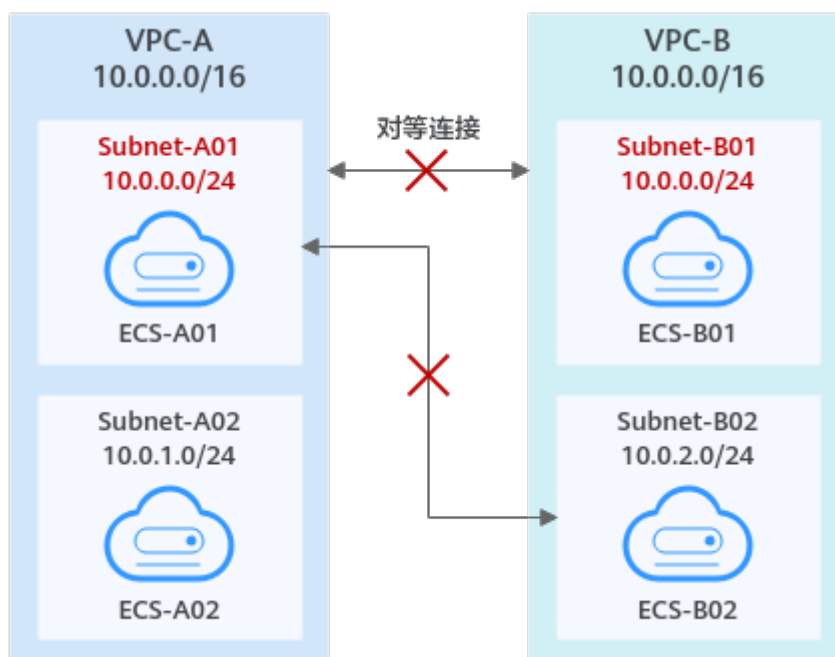 VPC-A
10.0.0.0/16
Subnet-A01
10.0.0.0/24
ECS-A01
Subnet-A02
10.0.1.0/24
ECS-A02
对等连接
VPC-B
10.0.0.0/16
Subnet-B01
10.0.0.0/24
ECS-B01
Subnet-B02
10.0.2.0/24
ECS-B02